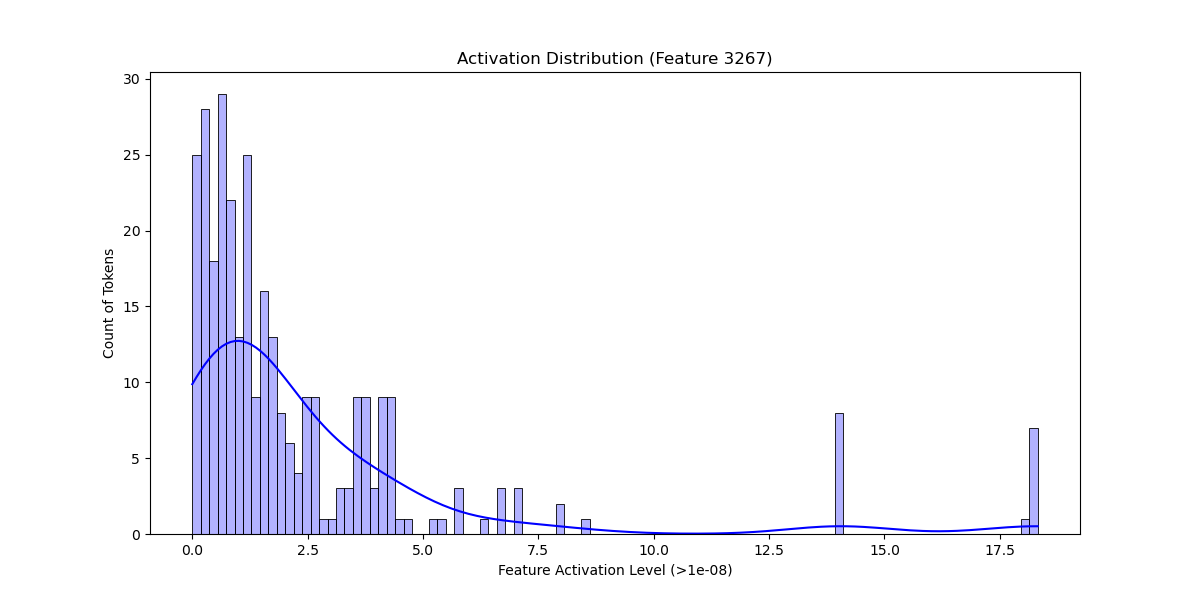 Activation Distribution (Feature 3267)
30
25
20
15
10
5
0
Count of Tokens
0.0 2.5 5.0 7.5 10.0 12.5 15.0 17.5
Feature Activation Level (>1e-08)